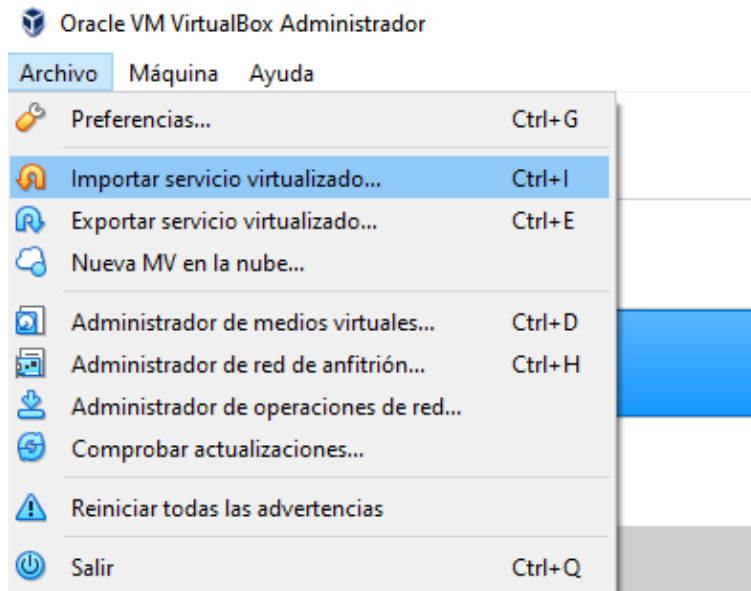 Oracle VM VirtualBox Administrador
Archivo Máquina Ayuda
Preferencias... Ctrl+G
Importar servicio virtualizado... Ctrl+I
Exportar servicio virtualizado... Ctrl+E
Nueva MV en la nube...
Administrador de medios virtuales... Ctrl+D
Administrador de red de anfitrión... Ctrl+H
Administrador de operaciones de red...
Comprobar actualizaciones...
Reiniciar todas las advertencias
Salir Ctrl+Q